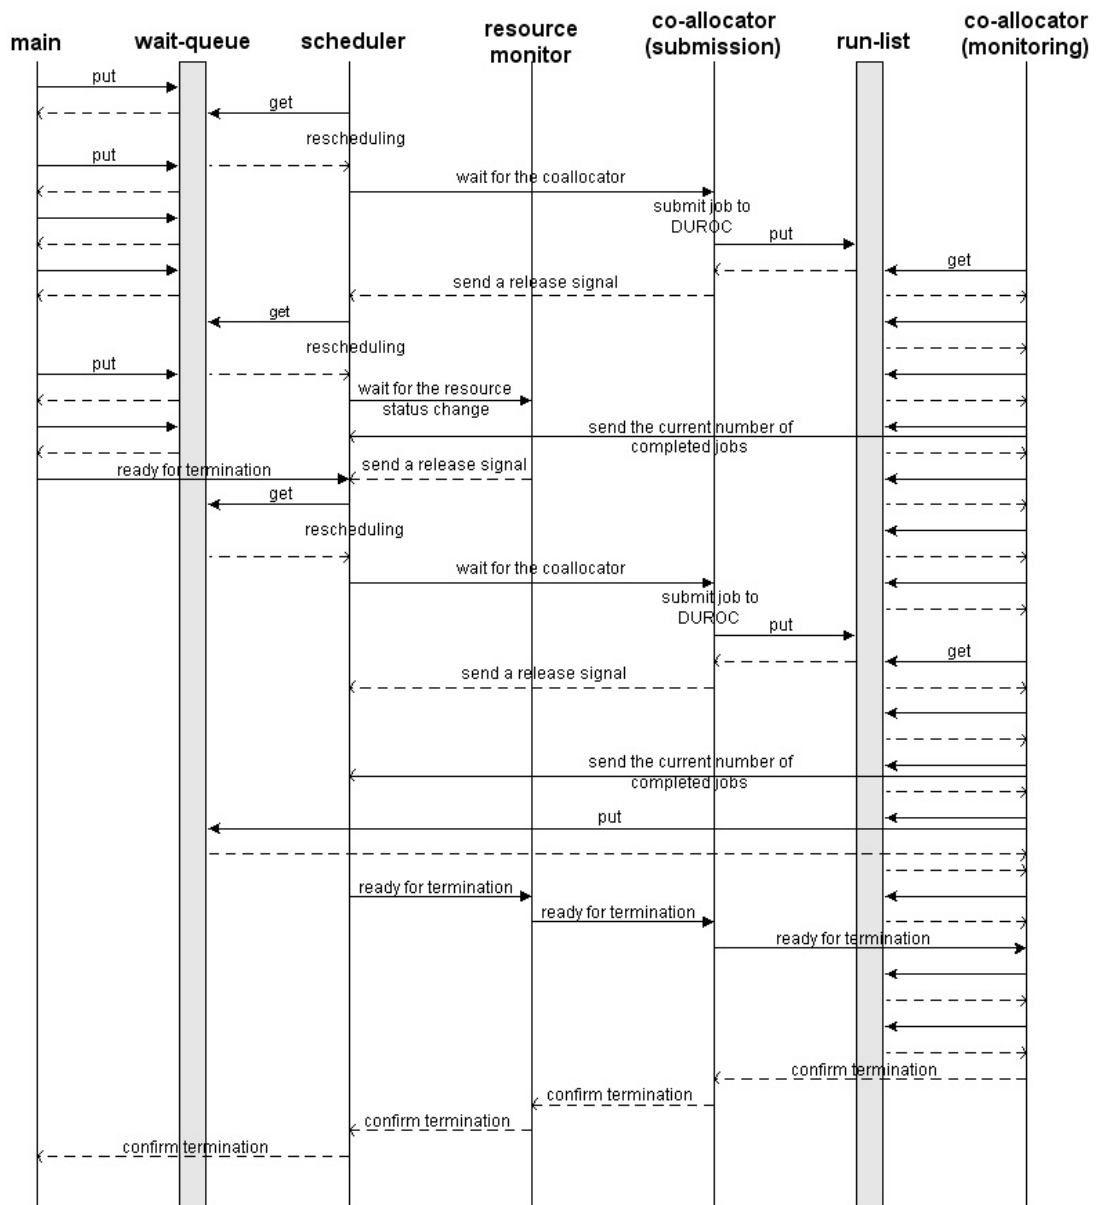 main
wait-queue
scheduler
resource
monitor
co-allocator
(submission)
run-list
co-allocator
(monitoring)
put
get
rescheduling
put
wait for the coallocator
submit job to
DUROC
put
get
send a release signal
get
rescheduling
put
wait for the resource
status change
send the current number of
completed jobs
send a release signal
ready for termination
get
rescheduling
wait for the coallocator
submit job to
DUROC
put
get
send a release signal
send the current number of
completed jobs
put
ready for termination
ready for termination
ready for termination
confirm termination
confirm termination
confirm termination
confirm termination